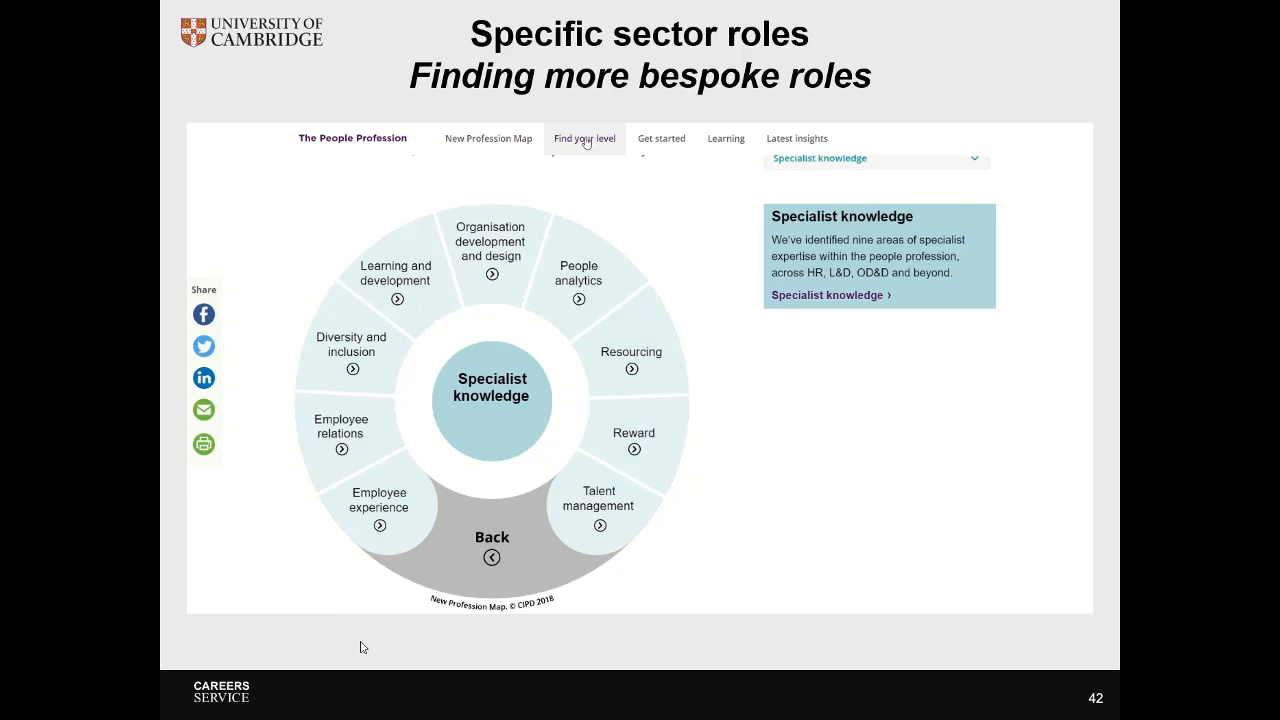 UNIVERSITY OF
CAMBRIDGE
Specific sector roles
Finding more bespoke roles
The People Profession
New Profession Map
Find your level
Get started
Learning
Latest insights
Specialist knowledge
Specialist knowledge
We've identified nine areas of specialist
expertise within the people profession,
across HR, L&D, OD&D and beyond.
Specialist knowledge ›
Share
Organisation
development
and design
Learning and
development
People
analytics
Diversity and
inclusion
Resourcing
Specialist
knowledge
Employee
relations
Reward
Employee
experience
Talent
management
Back
New Profession Map. © CIPD 2018
CAREERS
SERVICE
42